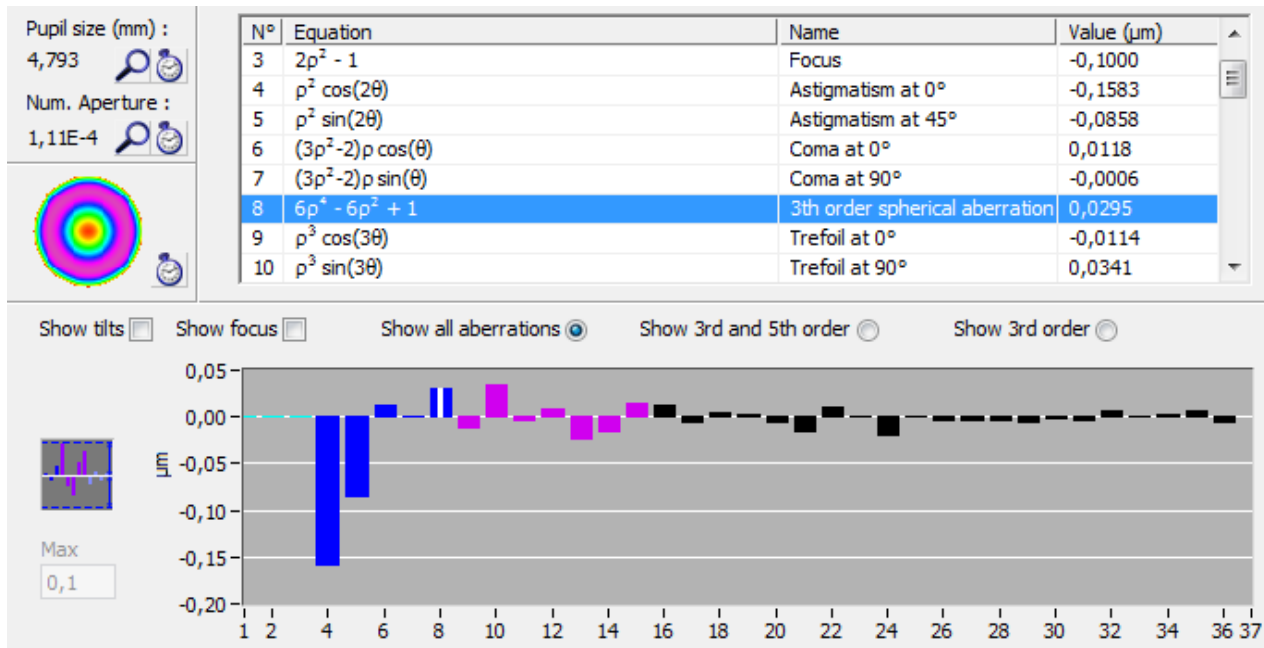 Pupil size (mm) :
4,793
Num. Aperture :
1,11E-4
N° Equation Name Value (µm)
3 2ρ² - 1 Focus -0,1000
4 ρ² cos(2θ) Astigmatism at 0° -0,1583
5 ρ² sin(2θ) Astigmatism at 45° -0,0858
6 (3ρ²-2)ρ cos(θ) Coma at 0° 0,0118
7 (3ρ²-2)ρ sin(θ) Coma at 90° -0,0006
8 6ρ⁴ - 6ρ² + 1 3th order spherical aberration 0,0295
9 ρ³ cos(3θ) Trefoil at 0° -0,0114
10 ρ³ sin(3θ) Trefoil at 90° 0,0341
Show tilts Show focus Show all aberrations Show 3rd and 5th order Show 3rd order
0,05
0,00
-0,05
-0,10
-0,15
-0,20
µm
Max
0,1
1 2 4 6 8 10 12 14 16 18 20 22 24 26 28 30 32 34 36 37